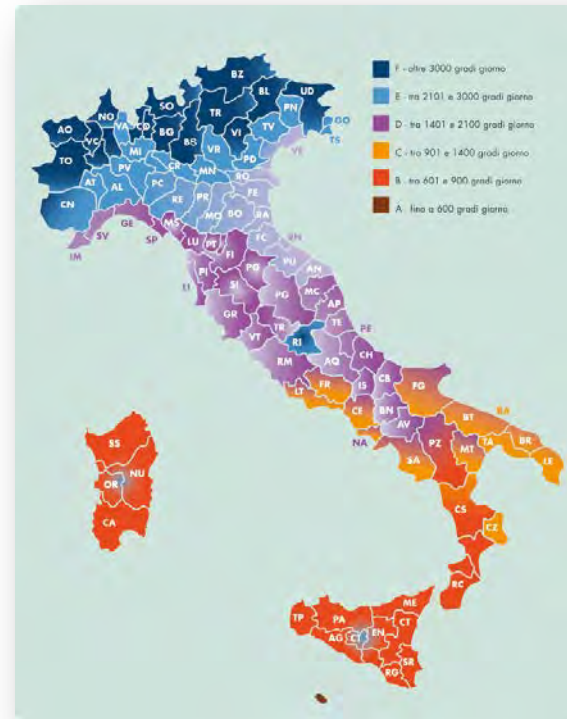 F - oltre 3000 gradi giorno
E - tra 2101 e 3000 gradi giorno
D - tra 1401 e 2100 gradi giorno
C - tra 901 e 1400 gradi giorno
B - tra 601 e 900 gradi giorno
A - fino a 600 gradi giorno
BZ
SO
BL
UD
NO
VA
CO
BG
TR
PN
AO
VC
BS
VI
TV
GO
TS
TO
MI
VR
PD
VE
PV
CR
MN
RO
AT
AL
PC
RE
PR
MO
BO
FE
RA
CN
GE
SV
SP
IM
MS
LU
PT
FI
FC
RN
PU
AN
PI
LI
SI
PG
MC
AP
GR
PG
TE
VT
TR
RI
PE
AQ
CH
RM
LT
FR
IS
CB
FG
CE
BN
AV
BT
BA
NA
SA
PZ
MT
TA
BR
LE
SS
NU
OR
CA
CS
CZ
RC
ME
TP
PA
CT
AG
CT
EN
SR
RG